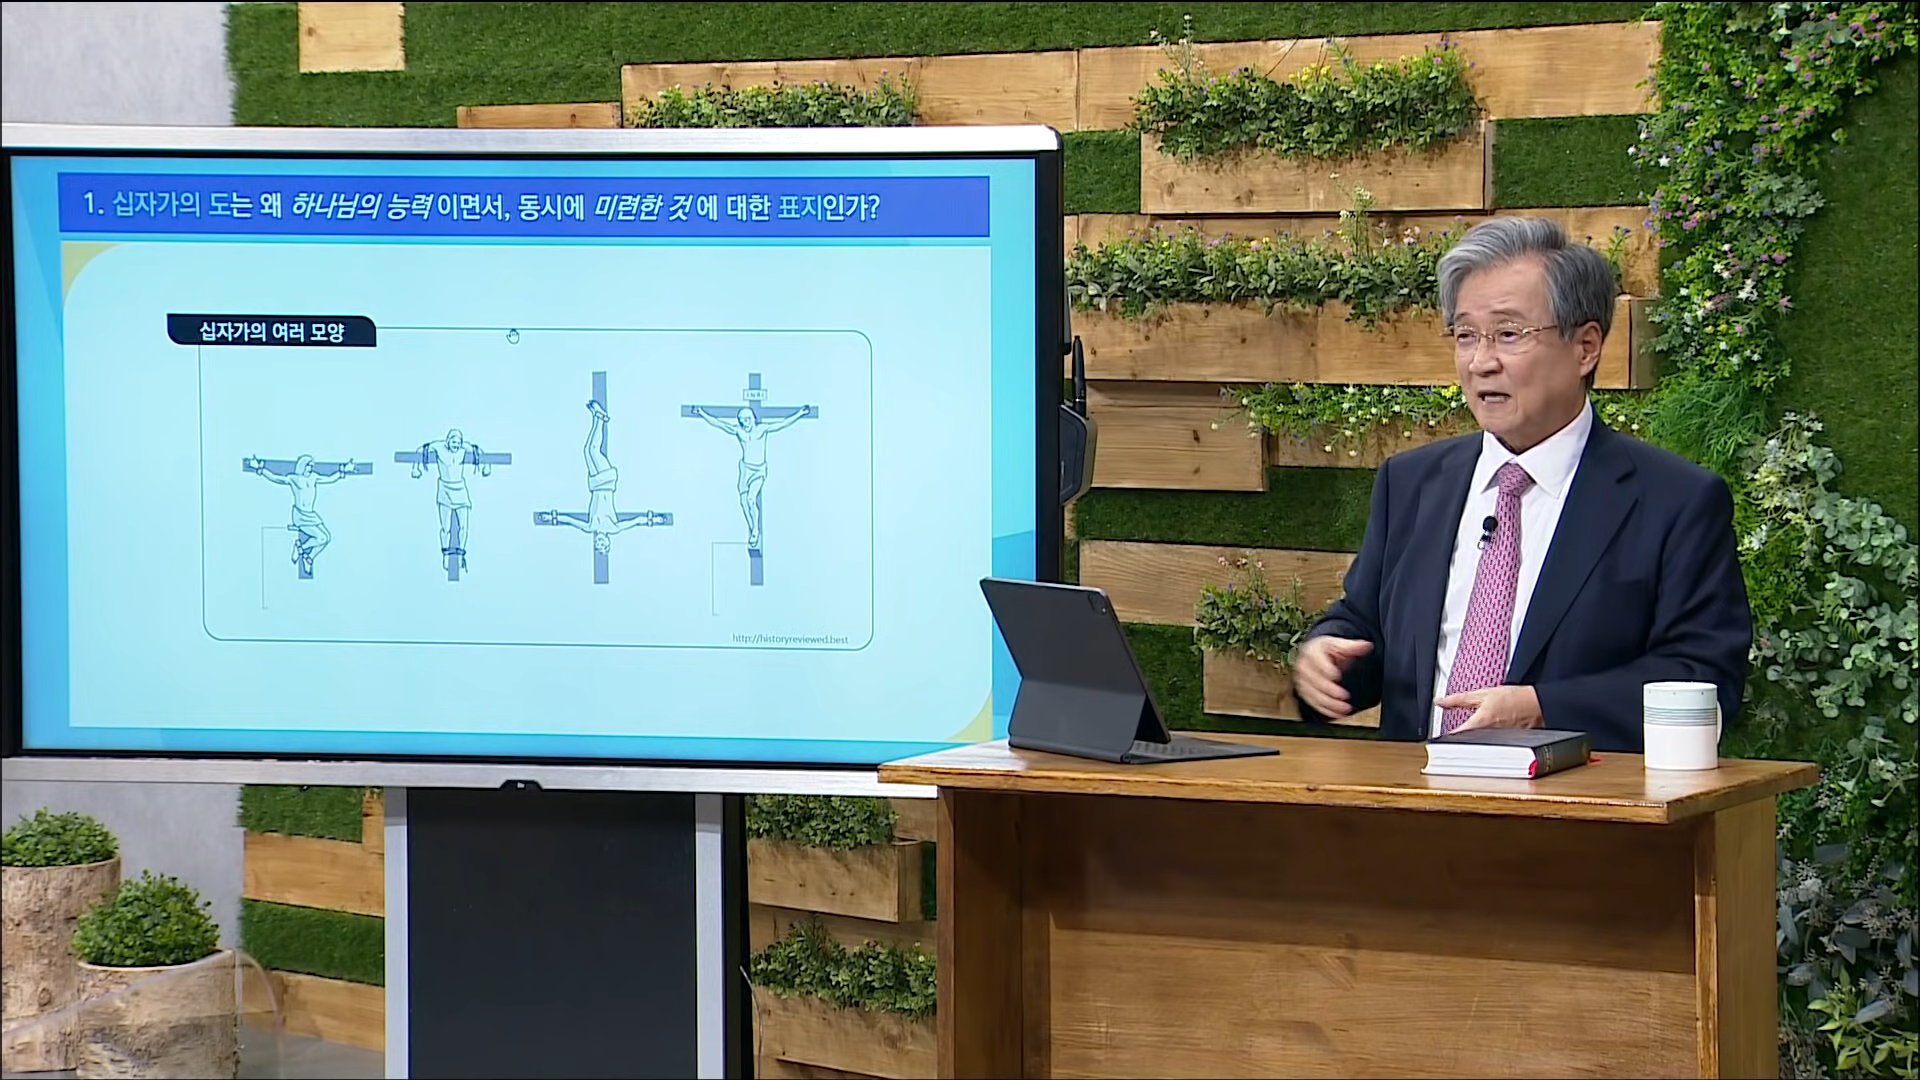 1. 십자가의 도는 왜 하나님의 능력이면서, 동시에 미련한 것에 대한 표지인가?
십자가의 여러 모양
INRI
http://historyreviewed.best